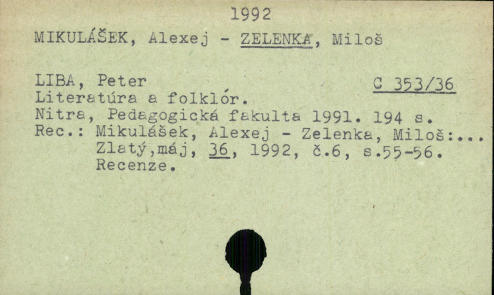 1992
MIKULÁŠEK, Alexej - ZELENKA, Miloš
LIBA, Peter C 353/36
Literatúra a folklór.
Nitra, Pedagogická fakulta 1991. 194 s.
Rec.: Mikulášek, Alexej - Zelenka, Miloš:...
Zlatý,máj, 36, 1992, č.6, s.55-56.
Recenze.